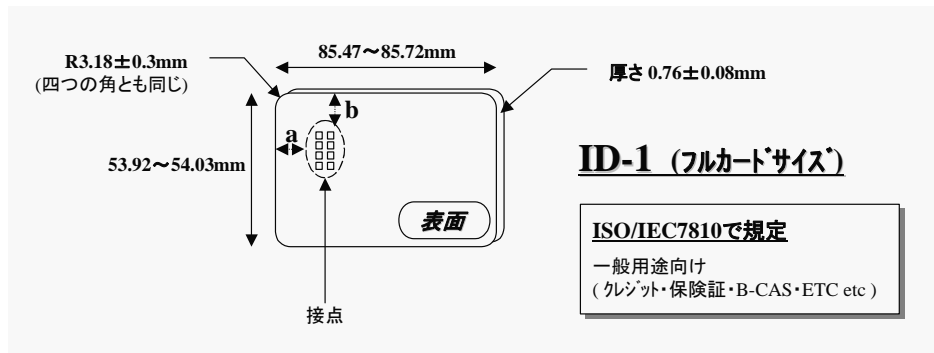 R3.18±0.3mm
(四つの角とも同じ)
85.47～85.72mm
厚さ 0.76±0.08mm
b
a
53.92～54.03mm
ID-1 (ﾌﾙｶｰﾄﾞｻｲｽﾞ)
表面
ISO/IEC7810で規定
一般用途向け
( ｸﾚｼﾞｯﾄ･保険証･B-CAS･ETC etc )
接点